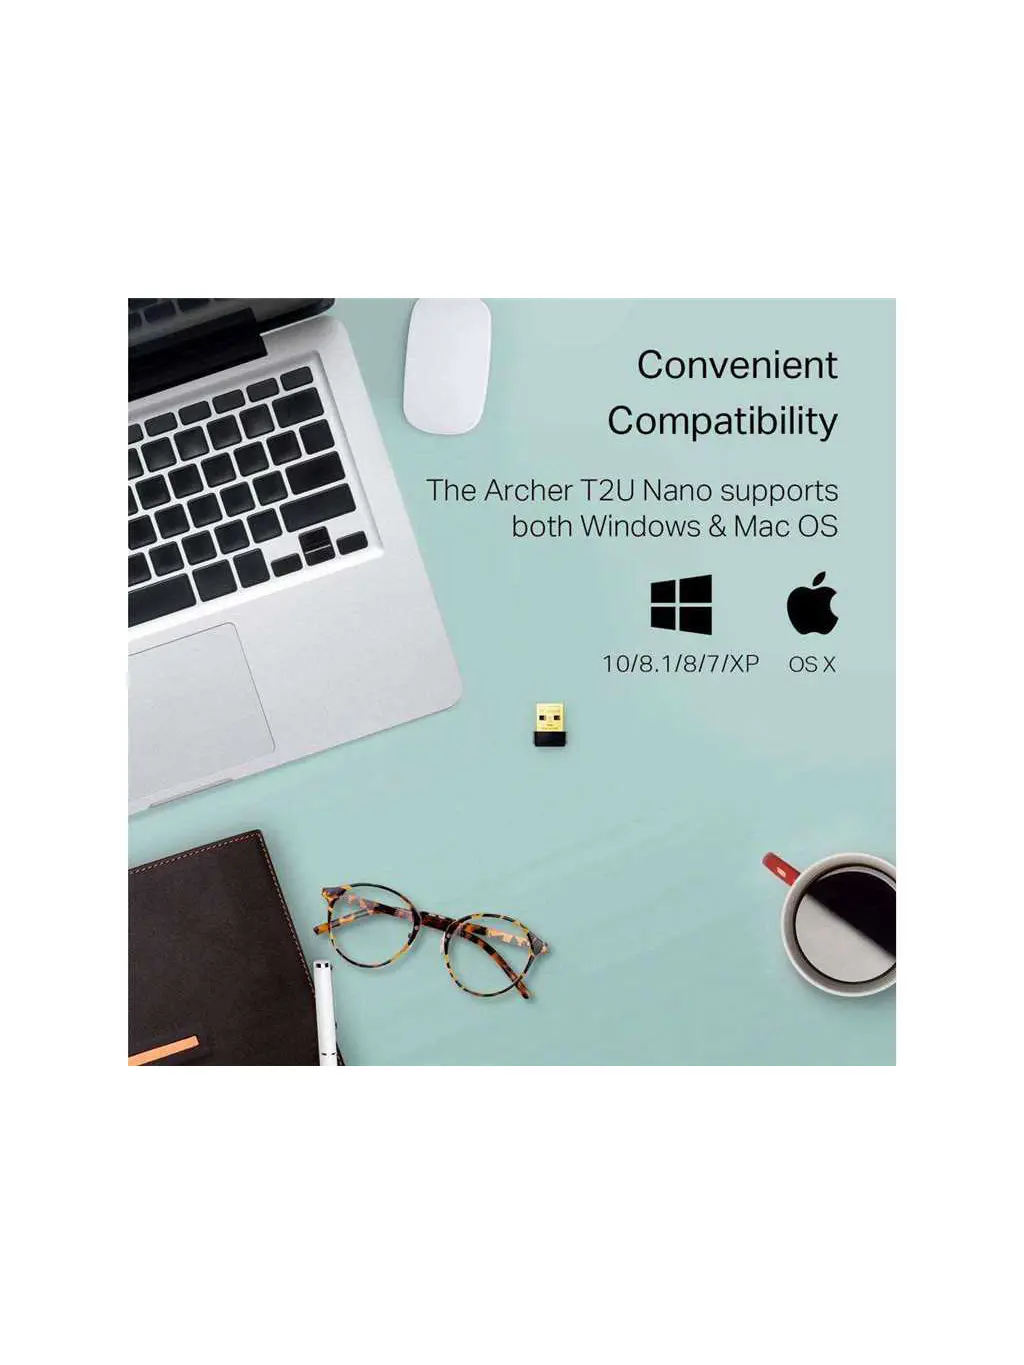 Convenient
Compatibility
The Archer T2U Nano supports
both Windows & Mac OS
10/8.1/8/7/XP OS X